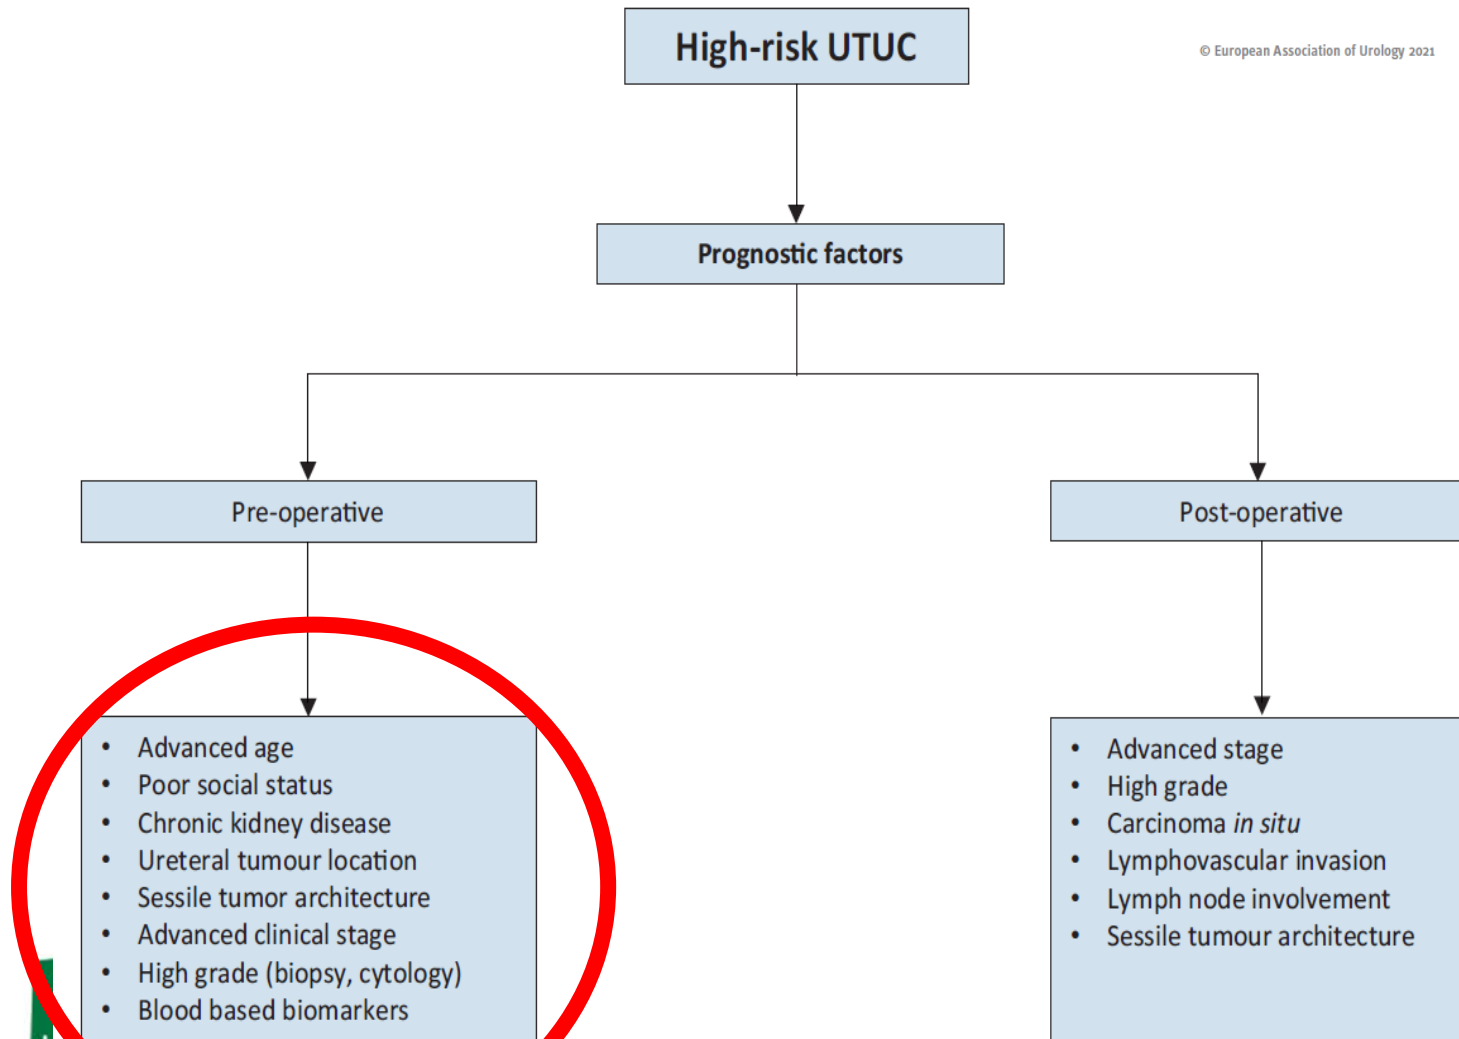 High-risk UTUC
© European Association of Urology 2021
Prognostic factors
Pre-operative
Post-operative
• Advanced age
• Poor social status
• Chronic kidney disease
• Ureteral tumour location
• Sessile tumor architecture
• Advanced clinical stage
• High grade (biopsy, cytology)
• Blood based biomarkers
• Advanced stage
• High grade
• Carcinoma in situ
• Lymphovascular invasion
• Lymph node involvement
• Sessile tumour architecture